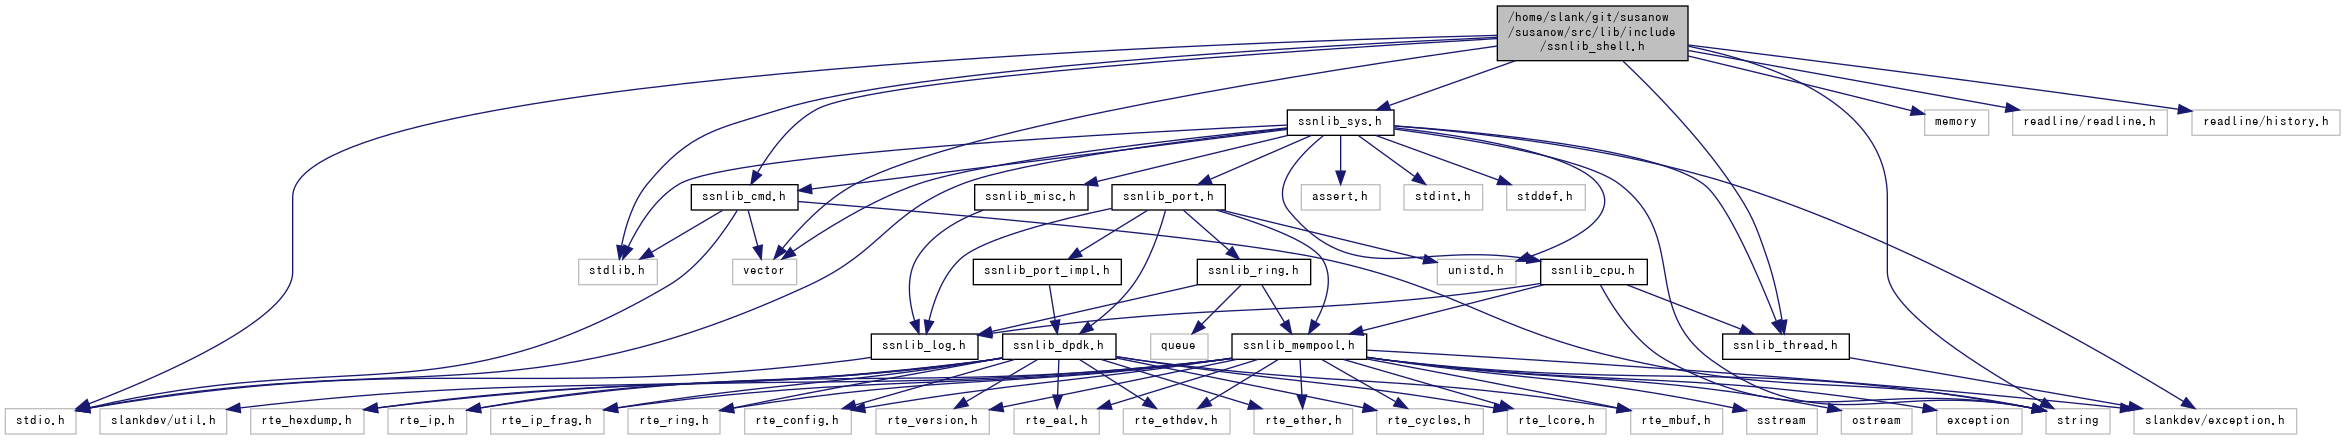 /home/slank/git/susanow
/susanow/src/lib/include
/ssnlib_shell.h
ssnlib_sys.h
memory
readline/readline.h
readline/history.h
ssnlib_cmd.h
ssnlib_misc.h
ssnlib_port.h
assert.h
stdint.h
stddef.h
stdlib.h
vector
ssnlib_port_impl.h
ssnlib_ring.h
unistd.h
ssnlib_cpu.h
ssnlib_log.h
ssnlib_dpdk.h
queue
ssnlib_mempool.h
ssnlib_thread.h
stdio.h
slankdev/util.h
rte_hexdump.h
rte_ip.h
rte_ip_frag.h
rte_ring.h
rte_config.h
rte_version.h
rte_eal.h
rte_ethdev.h
rte_ether.h
rte_cycles.h
rte_lcore.h
rte_mbuf.h
sstream
ostream
exception
string
slankdev/exception.h